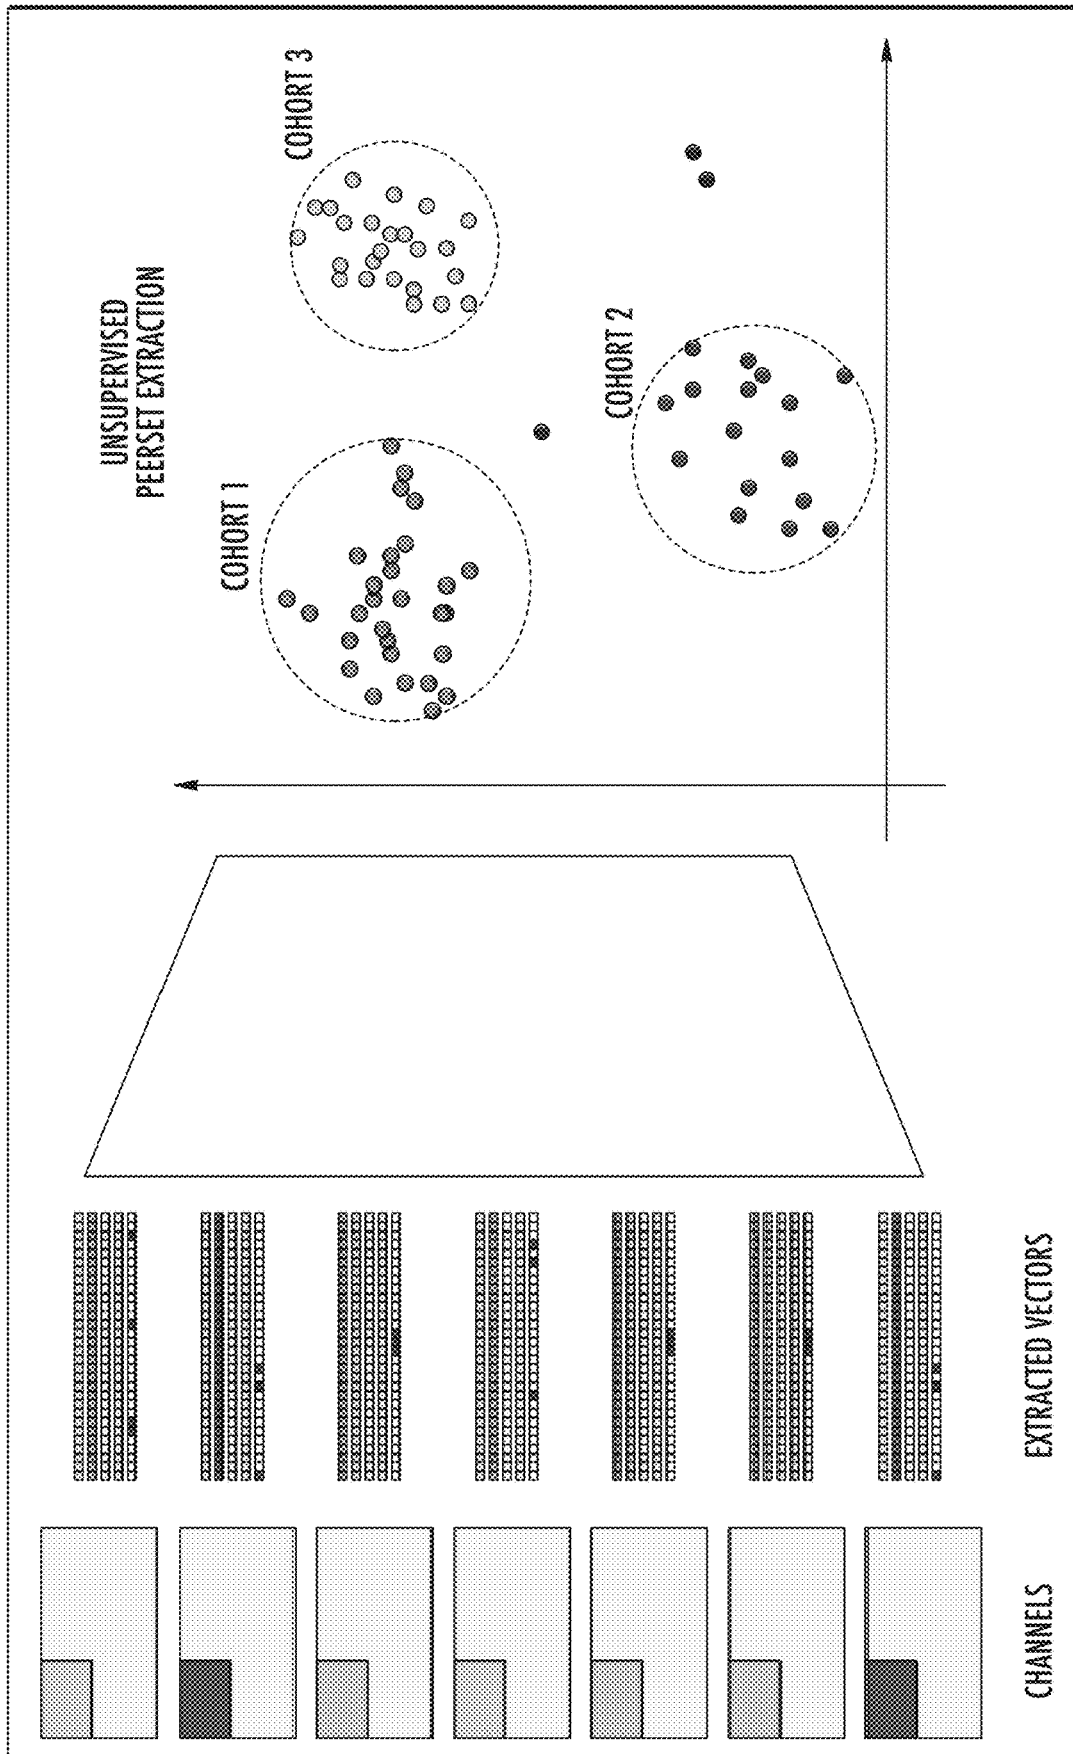 UNSUPERVISED
PEERSET EXTRACTION
COHORT 1
COHORT 3
COHORT 2
CHANNELS
EXTRACTED VECTORS